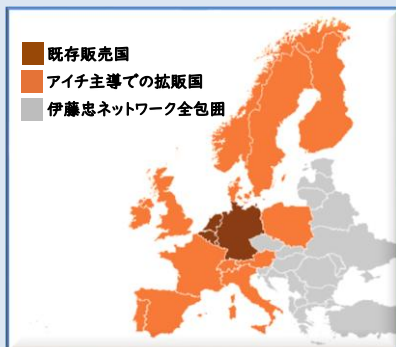 既存販売国
アイチ主導での拡販国
伊藤忠ネットワーク全包囲